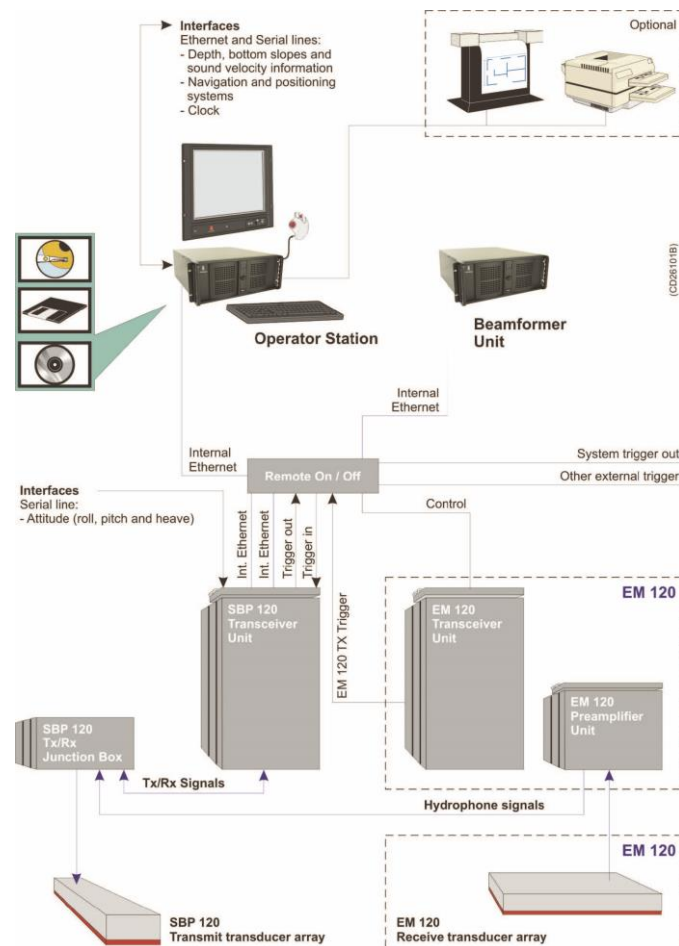 Interfaces
Ethernet and Serial lines:
- Depth, bottom slopes and
sound velocity information
- Navigation and positioning
systems
- Clock
Optional
(CD26101B)
Operator Station
Beamformer
Unit
Internal
Ethernet
Internal
Ethernet
Remote On / Off
System trigger out
Other external trigger
Interfaces
Serial line:
- Attitude (roll, pitch and heave)
Int. Ethernet
Int. Ethernet
Trigger out
Trigger in
EM 120 TX Trigger
Control
EM 120
SBP 120
Transceiver
Unit
EM 120
Transceiver
Unit
EM 120
Preamplifier
Unit
SBP 120
Tx/Rx
Junction Box
Tx/Rx Signals
Hydrophone signals
EM 120
SBP 120
Transmit transducer array
EM 120
Receive transducer array